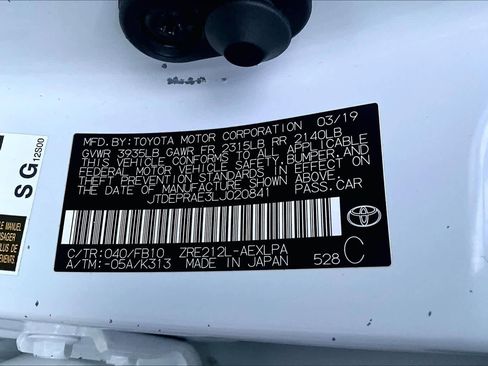 MFD.BY:TOYOTA MOTOR CORPORATION 03/19
GVWR 3935LB GAWR FR 2315LB RR 2140LB
THIS VEHICLE CONFORMS TO ALL APPLICABLE
FEDERAL MOTOR VEHICLE SAFETY,BUMPER,AND
THEFT PREVENTION STANDARDS IN EFFECT ON
THE DATE OF MANUFACTURE SHOWN ABOVE.
JTDEPRAE3LJ020841 PASS.CAR
C/TR:040/FB10 ZRE212L-AEXLPA
A/TM:-05A/K313 MADE IN JAPAN 528 C
SG 12S00